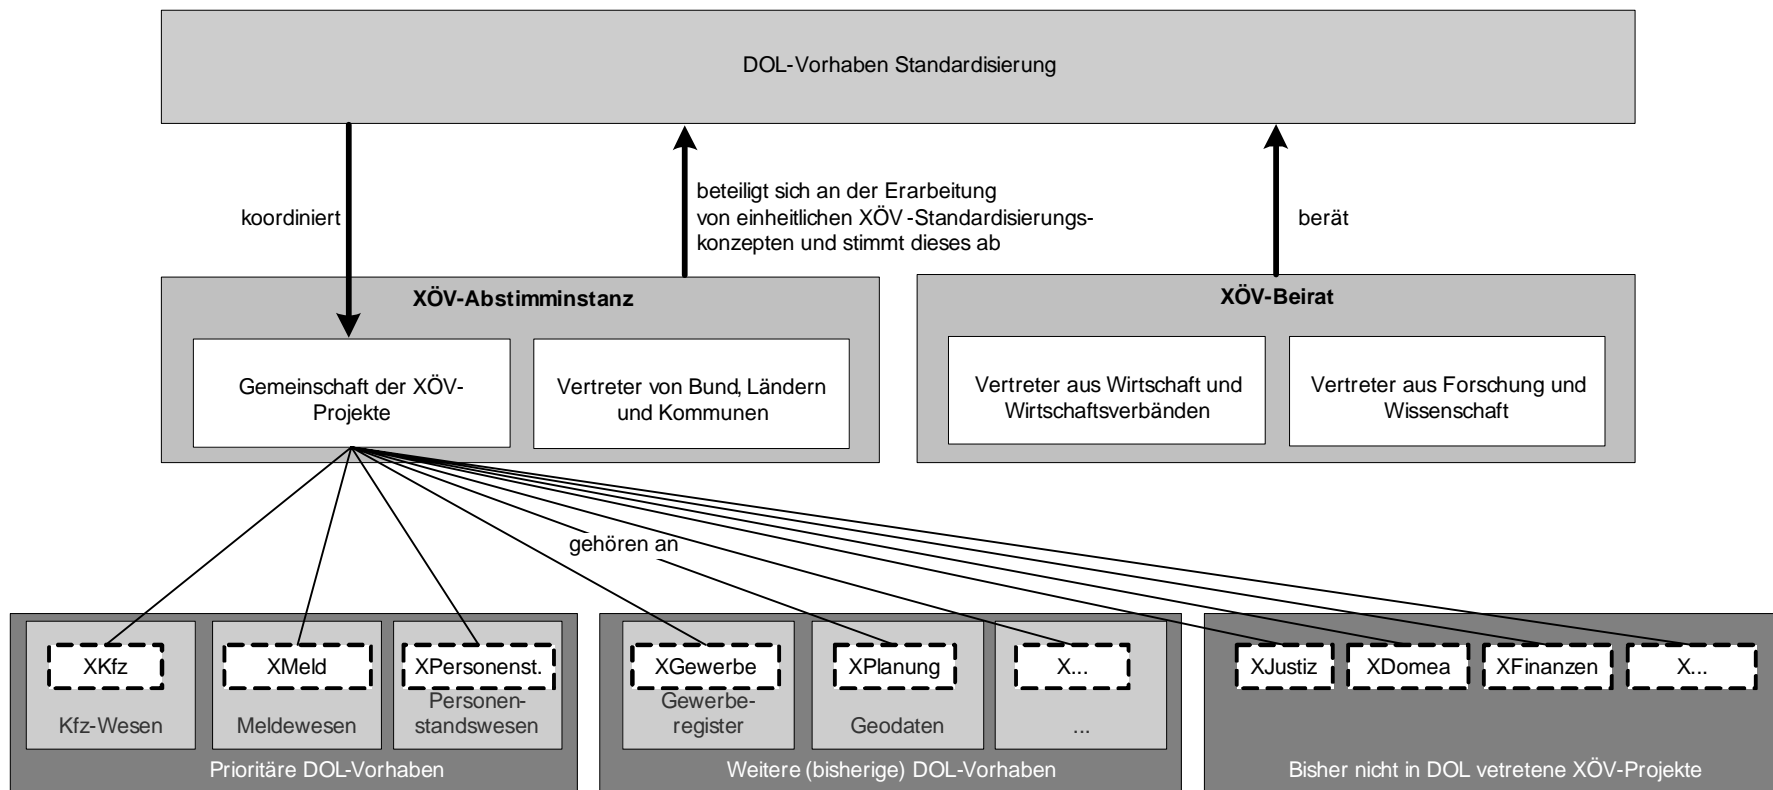 DOL-Vorhaben Standardisierung
koordiniert
beteiligt sich an der Erarbeitung
von einheitlichen XÖV-Standardisierungs-
konzepten und stimmt dieses ab
berät
XÖV-Abstimminstanz
Gemeinschaft der XÖV-
Projekte
Vertreter von Bund, Ländern
und Kommunen
XÖV-Beirat
Vertreter aus Wirtschaft und
Wirtschaftsverbänden
Vertreter aus Forschung und
Wissenschaft
gehören an
XKfz
Kfz-Wesen
XMeld
Meldewesen
XPersonenst.
Personen-
standswesen
Prioritäre DOL-Vorhaben
XGewerbe
Gewerbe-
register
XPlanung
Geodaten
X...
...
Weitere (bisherige) DOL-Vorhaben
XJustiz
XDomea
XFinanzen
X...
Bisher nicht in DOL vetretene XÖV-Projekte